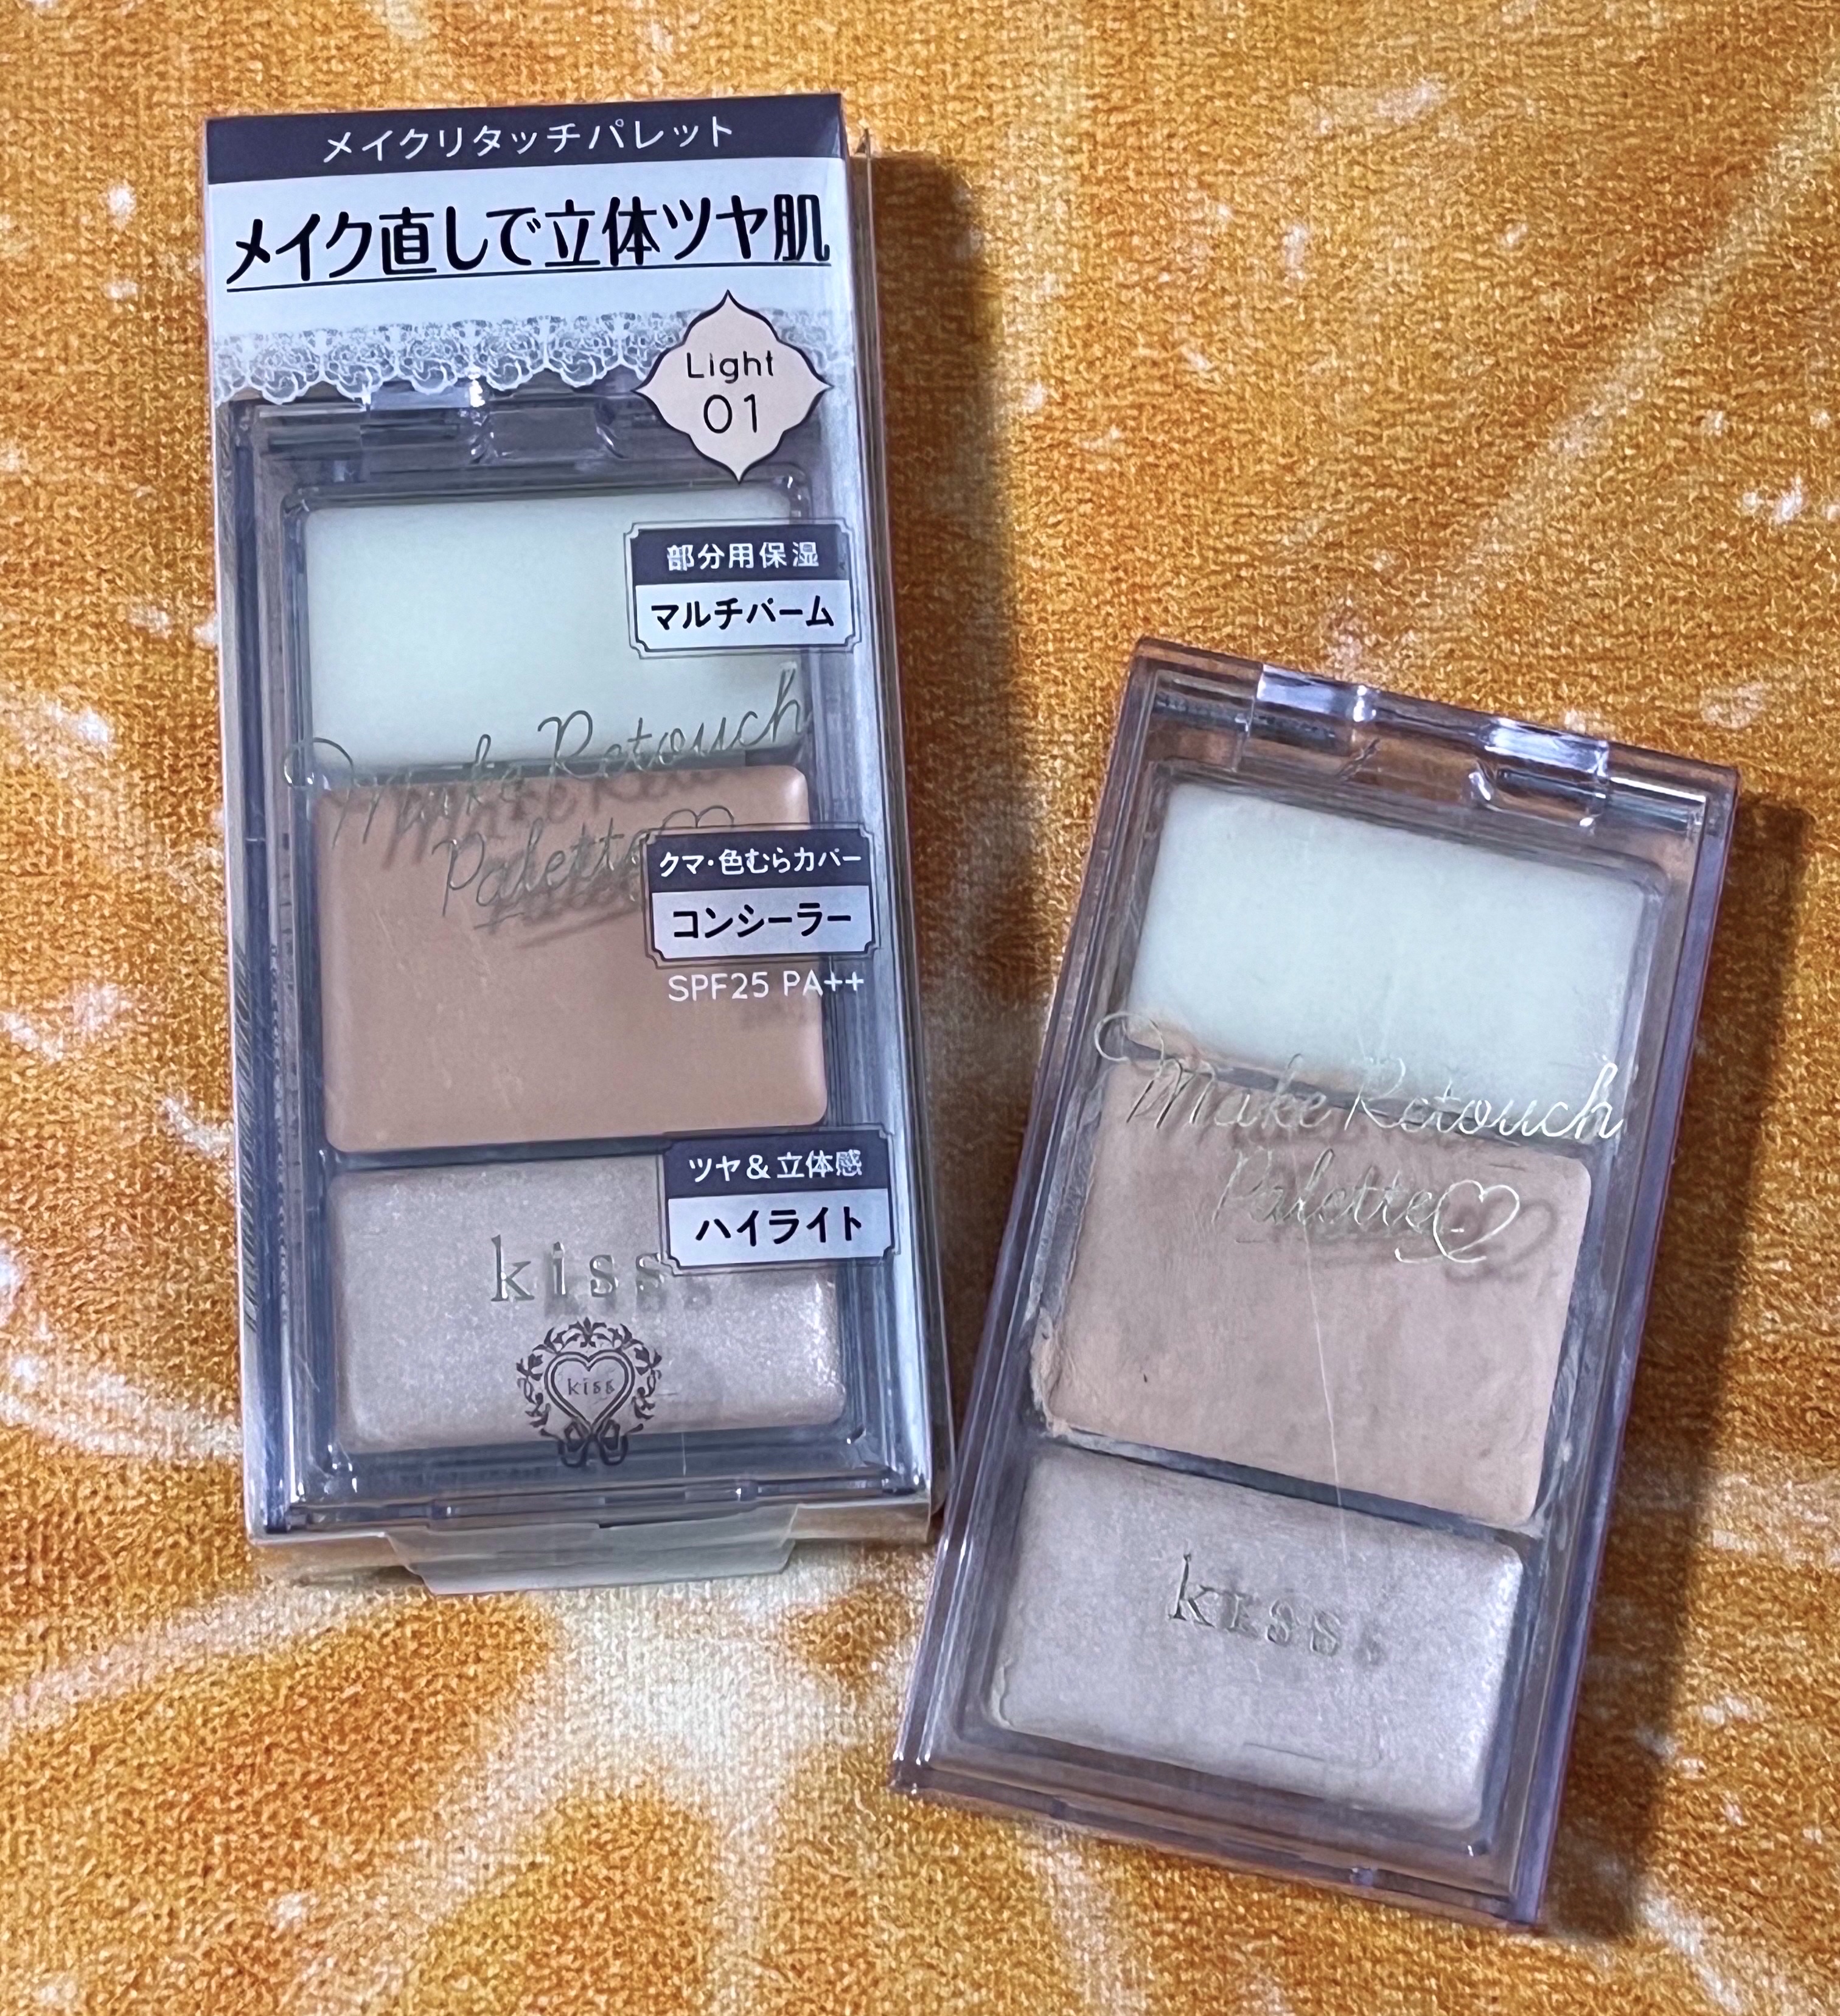 メイクリタッチパレット
メイク直しで立体ツヤ肌
Light
01
部分用保湿
マルチバーム
Make Retouch
Palette
クマ・色むらカバー
コンシーラー
SPF25 PA++
ツヤ&立体感
ハイライト
kiss
kiss
Make Retouch
Palette
kiss